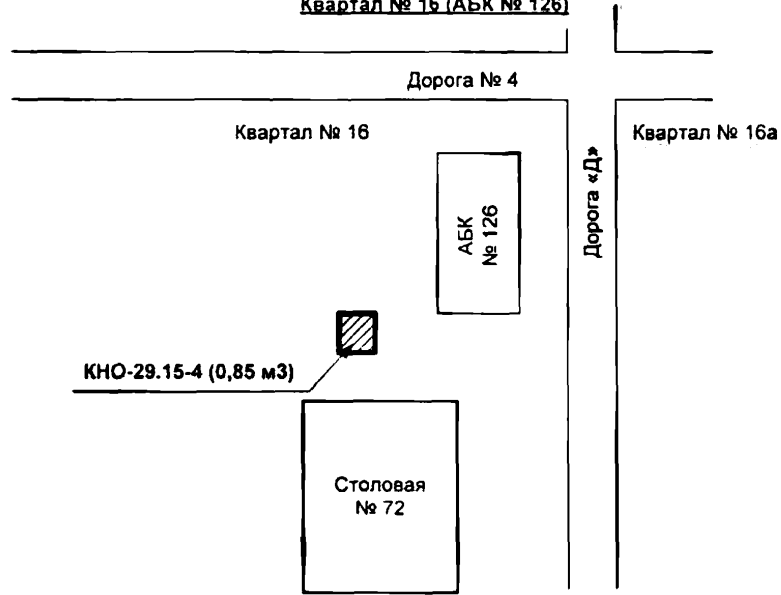 Квартал № 16 (АБК № 126)
Дорога № 4
Квартал № 16
Квартал № 16а
АБК
№ 126
Дорога «Д»
КНО-29.15-4 (0,85 м3)
Столовая
№ 72